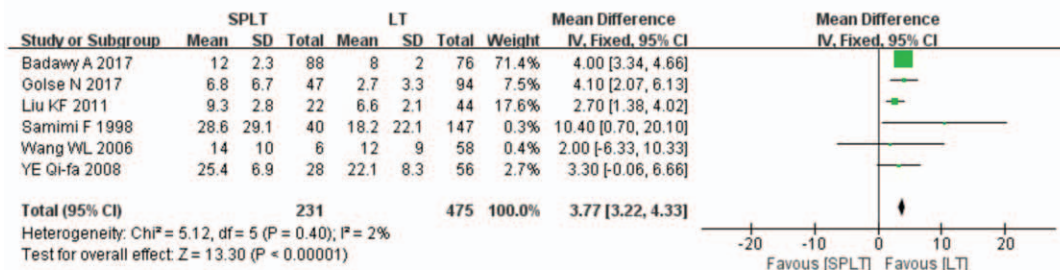 SPLT LT Mean Difference Mean Difference
Study or Subgroup Mean SD Total Mean SD Total Weight IV, Fixed, 95% CI IV, Fixed, 95% CI
Badawy A 2017 12 2.3 88 8 2 76 71.4% 4.00 [3.34, 4.66]
Golse N 2017 6.8 6.7 47 2.7 3.3 94 7.5% 4.10 [2.07, 6.13]
Liu KF 2011 9.3 2.8 22 6.6 2.1 44 17.6% 2.70 [1.38, 4.02]
Samimi F 1998 28.6 29.1 40 18.2 22.1 147 0.3% 10.40 [0.70, 20.10]
Wang WL 2006 14 10 6 12 9 58 0.4% 2.00 [-6.33, 10.33]
YE Qi-fa 2008 25.4 6.9 28 22.1 8.3 56 2.7% 3.30 [-0.06, 6.66]
Total (95% CI) 231 475 100.0% 3.77 [3.22, 4.33]
Heterogeneity: Chi² = 5.12, df = 5 (P = 0.40); I² = 2%
Test for overall effect: Z = 13.30 (P < 0.00001)
-20 -10 0 10 20
Favous [SPLT] Favous [LT]